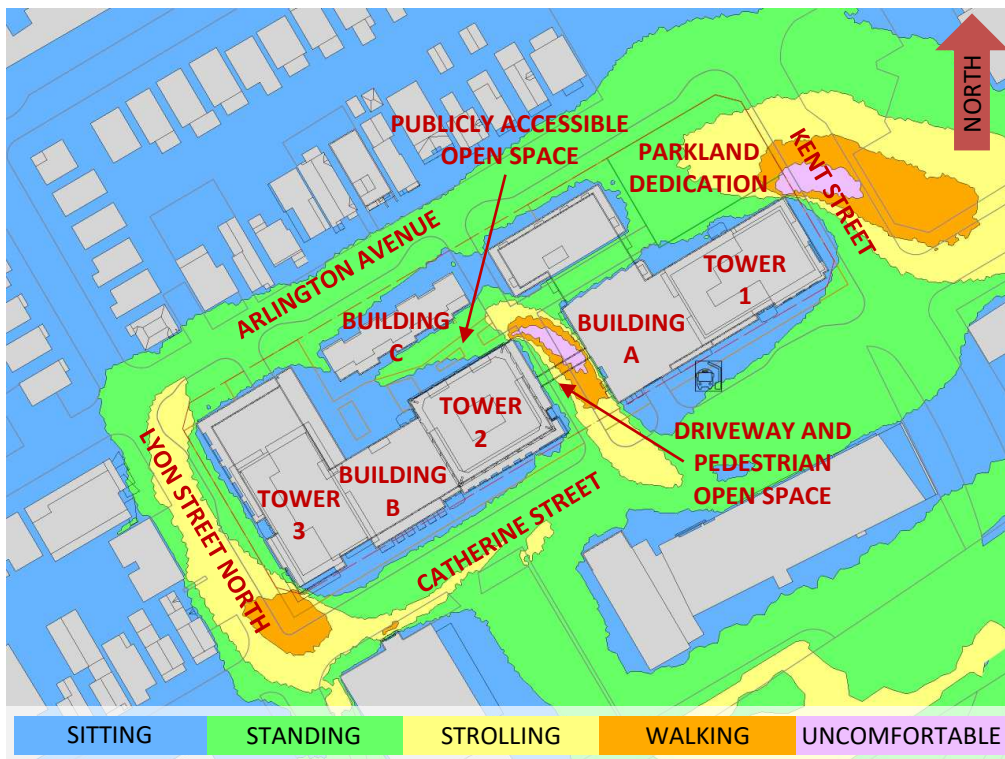 NORTH
PUBLICLY ACCESSIBLE
OPEN SPACE
PARKLAND
DEDICATION
KENT STREET
ARLINGTON AVENUE
TOWER
1
BUILDING
C
BUILDING
A
TOWER
2
LYON STREET NORTH
TOWER
3
BUILDING
B
DRIVEWAY AND
PEDESTRIAN
OPEN SPACE
CATHERINE STREET
SITTING
STANDING
STROLLING
WALKING
UNCOMFORTABLE